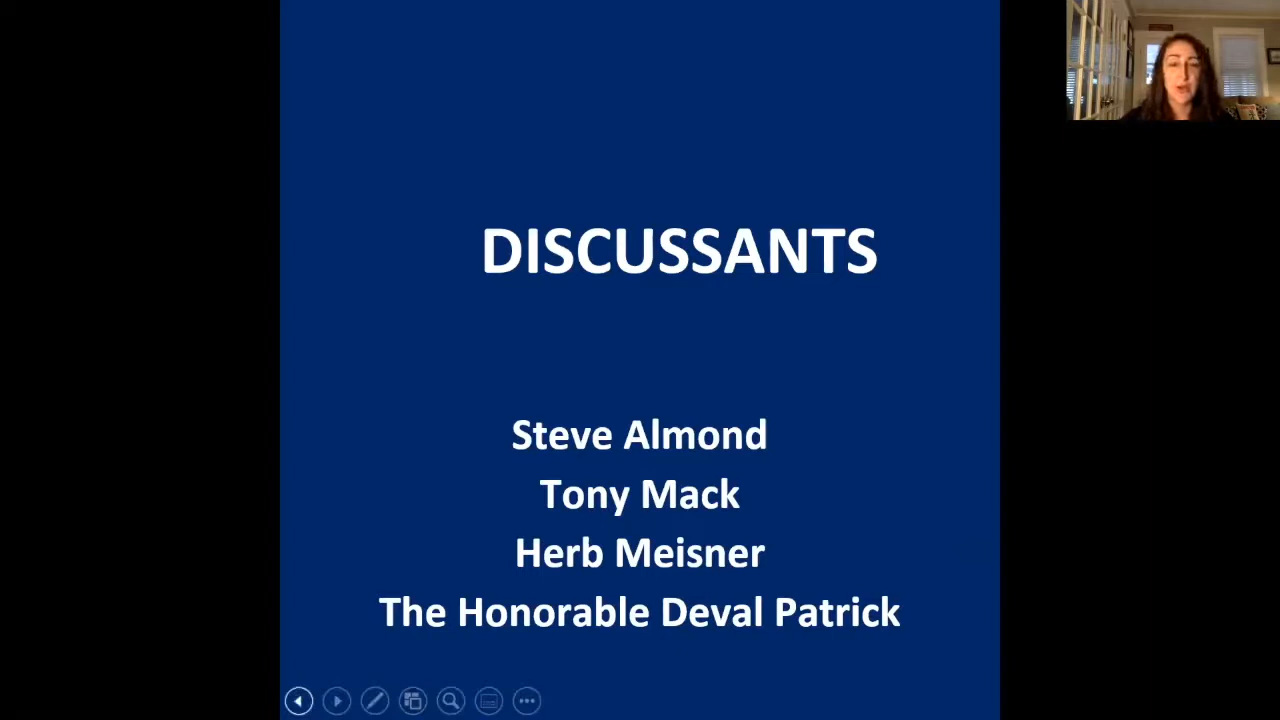 DISCUSSANTS
Steve Almond
Tony Mack
Herb Meisner
The Honorable Deval Patrick